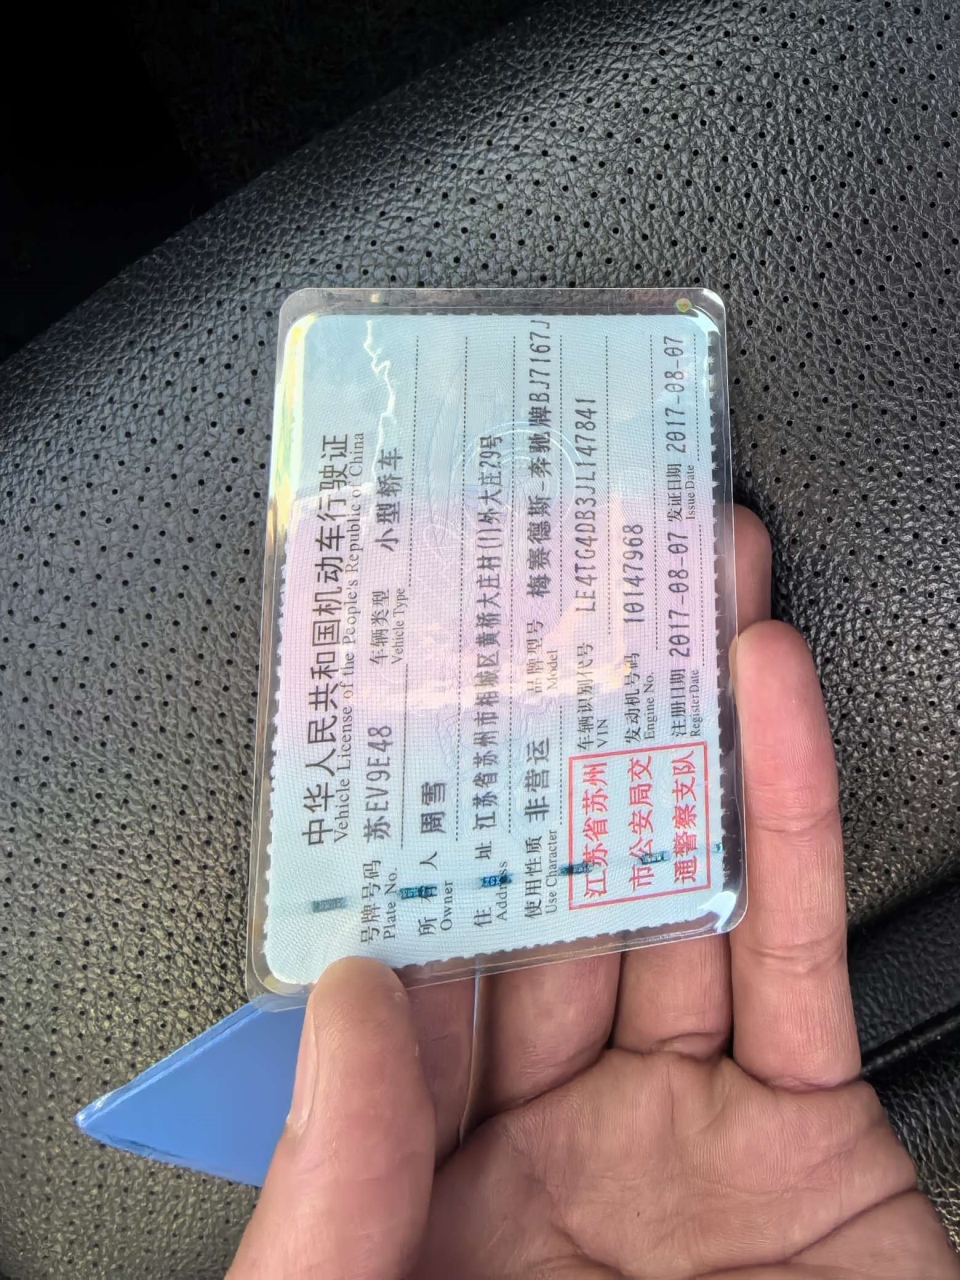 中华人民共和国机动车行驶证
Vehicle License of the People's Republic of China
号牌号码 苏EV9E48 车辆类型 小型轿车
Plate No. Vehicle Type
所有人 周雪
Owner
住址 江苏省苏州市相城区黄桥大庄村(1)外大庄29号
Address
使用性质 非营运 品牌型号 梅赛德斯-奔驰牌BJ7167J
Use Character Model
车辆识别代号 LE4TG4DB3JL147841
VIN
发动机号码 10147968
Engine No.
注册日期 2017-08-07 发证日期 2017-08-07
Register Date Issue Date
江苏省苏州
市公安局交
通警察支队